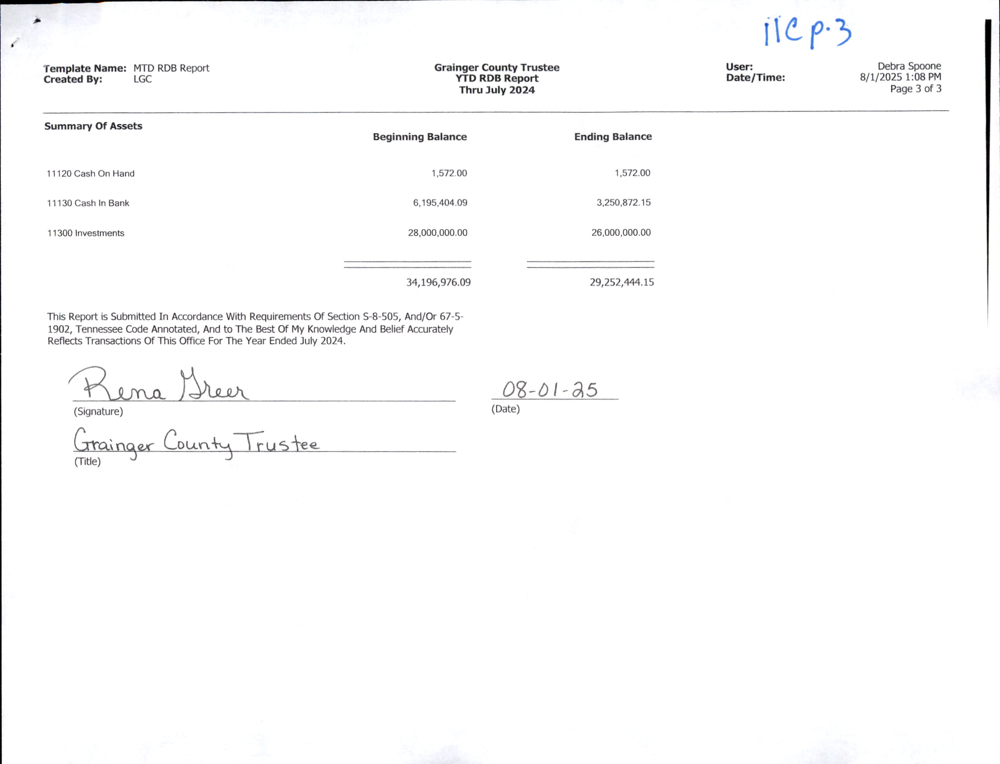 11C p.3
Template Name: MTD RDB Report
Created By: LGC
Grainger County Trustee
YTD RDB Report
Thru July 2024
User: Debra Spoone
Date/Time: 8/1/2025 1:08 PM
Page 3 of 3
Summary Of Assets
Beginning Balance Ending Balance
11120 Cash On Hand 1,572.00 1,572.00
11130 Cash In Bank 6,195,404.09 3,250,872.15
11300 Investments 28,000,000.00 26,000,000.00
34,196,976.09 29,252,444.15
This Report is Submitted In Accordance With Requirements Of Section S-8-505, And/Or 67-5-
1902, Tennessee Code Annotated, And to The Best Of My Knowledge And Belief Accurately
Reflects Transactions Of This Office For The Year Ended July 2024.
Rena Greer 08-01-25
(Signature) (Date)
Grainger County Trustee
(Title)